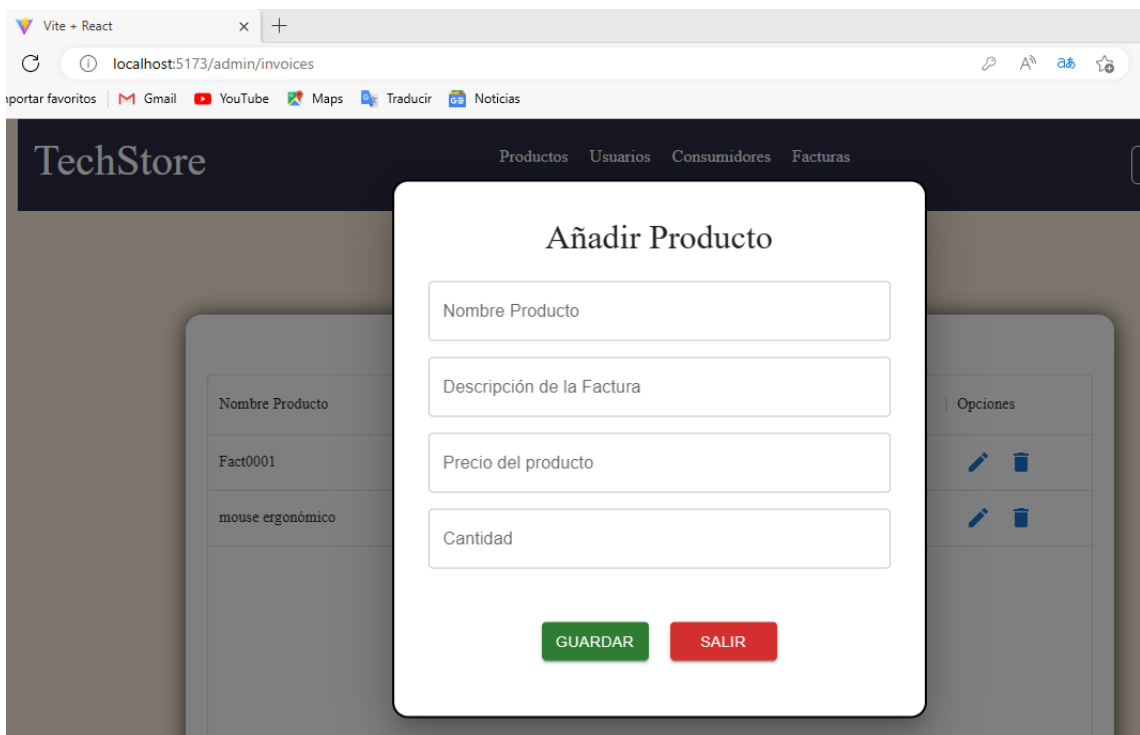 Vite + React
localhost:5173/admin/invoices
portar favoritos Gmail YouTube Maps Traducir Noticias
TechStore Productos Usuarios Consumidores Facturas
Añadir Producto
Nombre Producto
Descripción de la Factura
Precio del producto
Cantidad
GUARDAR SALIR
Nombre Producto Opciones
Fact0001
mouse ergonómico